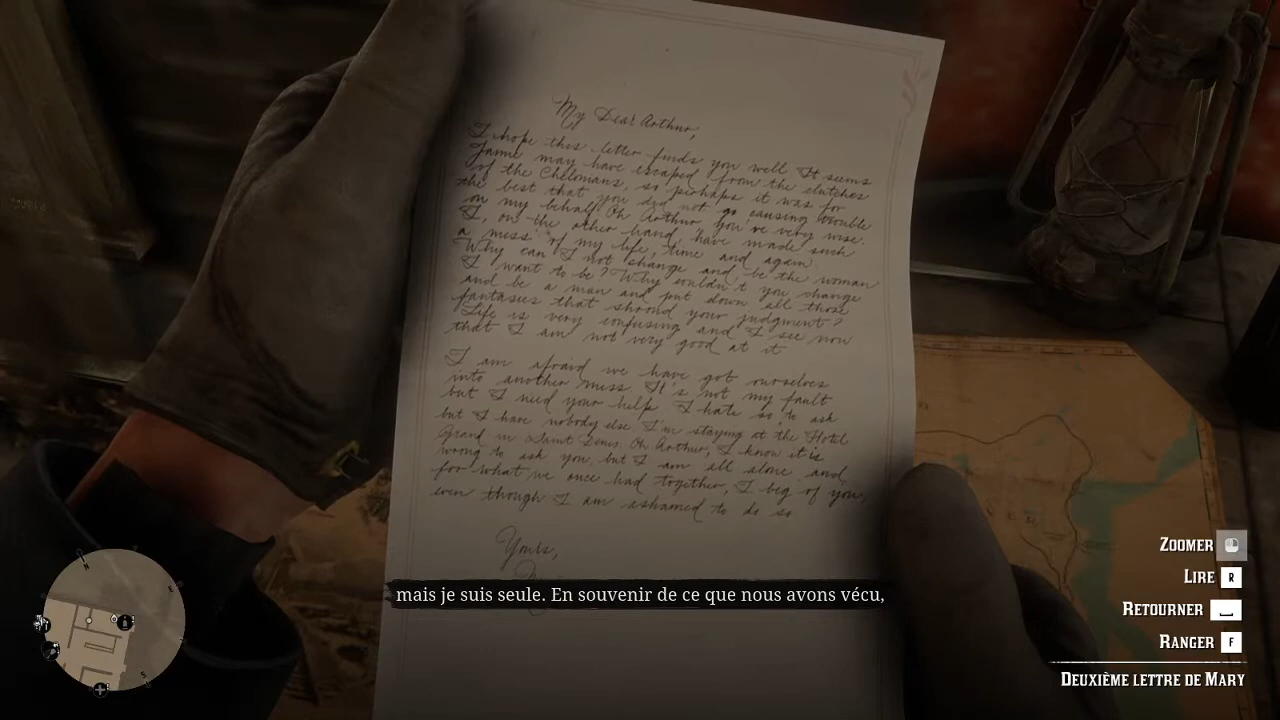 My Dear Arthur,
I hope this letter finds you well. It seems
Jamie may have escaped from the clutches
of the Chelonians, so perhaps it was for
the best that you did not go causing trouble
on my behalf. Oh Arthur, you're very wise.
I, on the other hand, have made such
a mess of my life, time and again.
Why can I not change and be the woman
I want to be? Why wouldn't you change
and be a man and put down all those
fantasies that shroud your judgment?
Life is very confusing and I see now
that I am not very good at it
I am afraid we have got ourselves
into another mess. It's not my fault
but I need your help. I hate so, to ask
but I have nobody else. I'm staying at the Hotel
Grand in Saint Denis. Oh Arthur, I know it is
wrong to ask you, but I am all alone and,
for what we once had together, I beg of you,
even though I am ashamed to do so
Yours,
mais je suis seule. En souvenir de ce que nous avons vécu,
ZOOMER
LIRE R
RETOURNER
RANGER F
DEUXIÈME LETTRE DE MARY